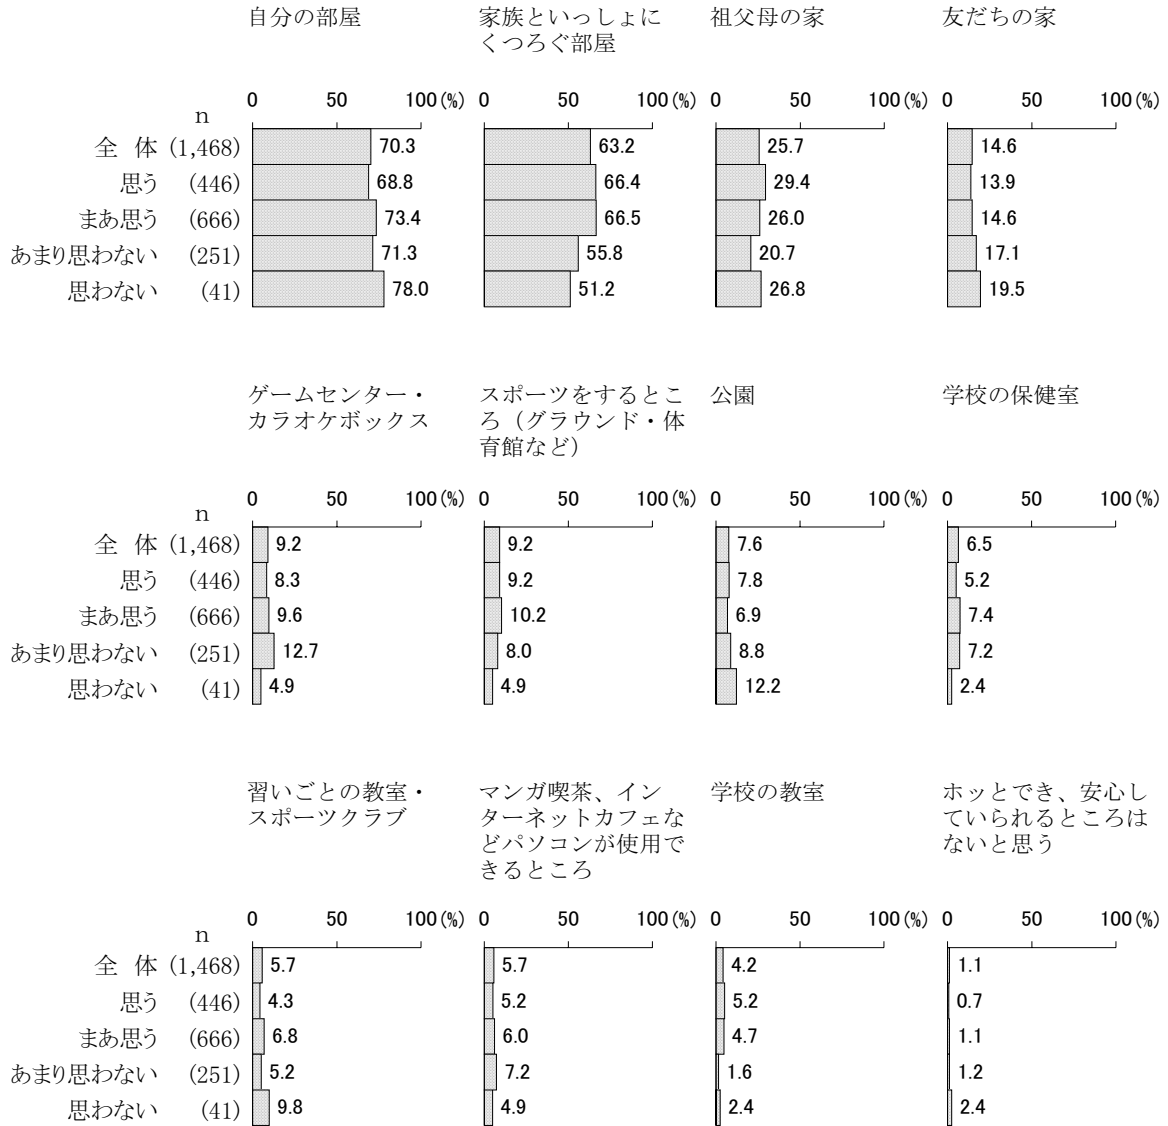 自分の部屋
家族といっしょに
くつろぐ部屋
祖父母の家
友だちの家
0 50 100(%) 0 50 100(%) 0 50 100(%) 0 50 100(%)
n
全 体 (1,468) 70.3 63.2 25.7 14.6
思う (446) 68.8 66.4 29.4 13.9
まあ思う (666) 73.4 66.5 26.0 14.6
あまり思わない (251) 71.3 55.8 20.7 17.1
思わない (41) 78.0 51.2 26.8 19.5
ゲームセンター・
カラオケボックス
スポーツをするとこ
ろ（グラウンド・体
育館など）
公園
学校の保健室
0 50 100(%) 0 50 100(%) 0 50 100(%) 0 50 100(%)
n
全 体 (1,468) 9.2 9.2 7.6 6.5
思う (446) 8.3 9.2 7.8 5.2
まあ思う (666) 9.6 10.2 6.9 7.4
あまり思わない (251) 12.7 8.0 8.8 7.2
思わない (41) 4.9 4.9 12.2 2.4
習いごとの教室・
スポーツクラブ
マンガ喫茶、イン
ターネットカフェな
どパソコンが使用で
きるところ
学校の教室
ホッとでき、安心し
ていられるところは
ないと思う
0 50 100(%) 0 50 100(%) 0 50 100(%) 0 50 100(%)
n
全 体 (1,468) 5.7 5.7 4.2 1.1
思う (446) 4.3 5.2 5.2 0.7
まあ思う (666) 6.8 6.0 4.7 1.1
あまり思わない (251) 5.2 7.2 1.6 1.2
思わない (41) 9.8 4.9 2.4 2.4